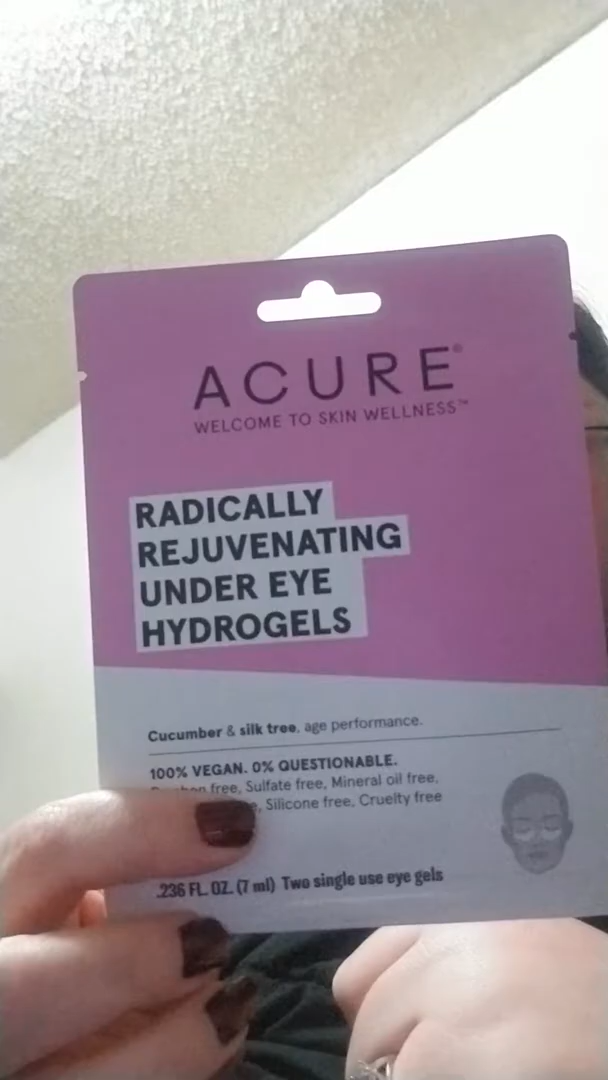 ACURE®
WELCOME TO SKIN WELLNESS™
RADICALLY
REJUVENATING
UNDER EYE
HYDROGELS
Cucumber & silk tree, age performance.
100% VEGAN. 0% QUESTIONABLE.
free, Sulfate free, Mineral oil free,
Silicone free, Cruelty free
.236 FL. OZ. (7 ml) Two single use eye gels